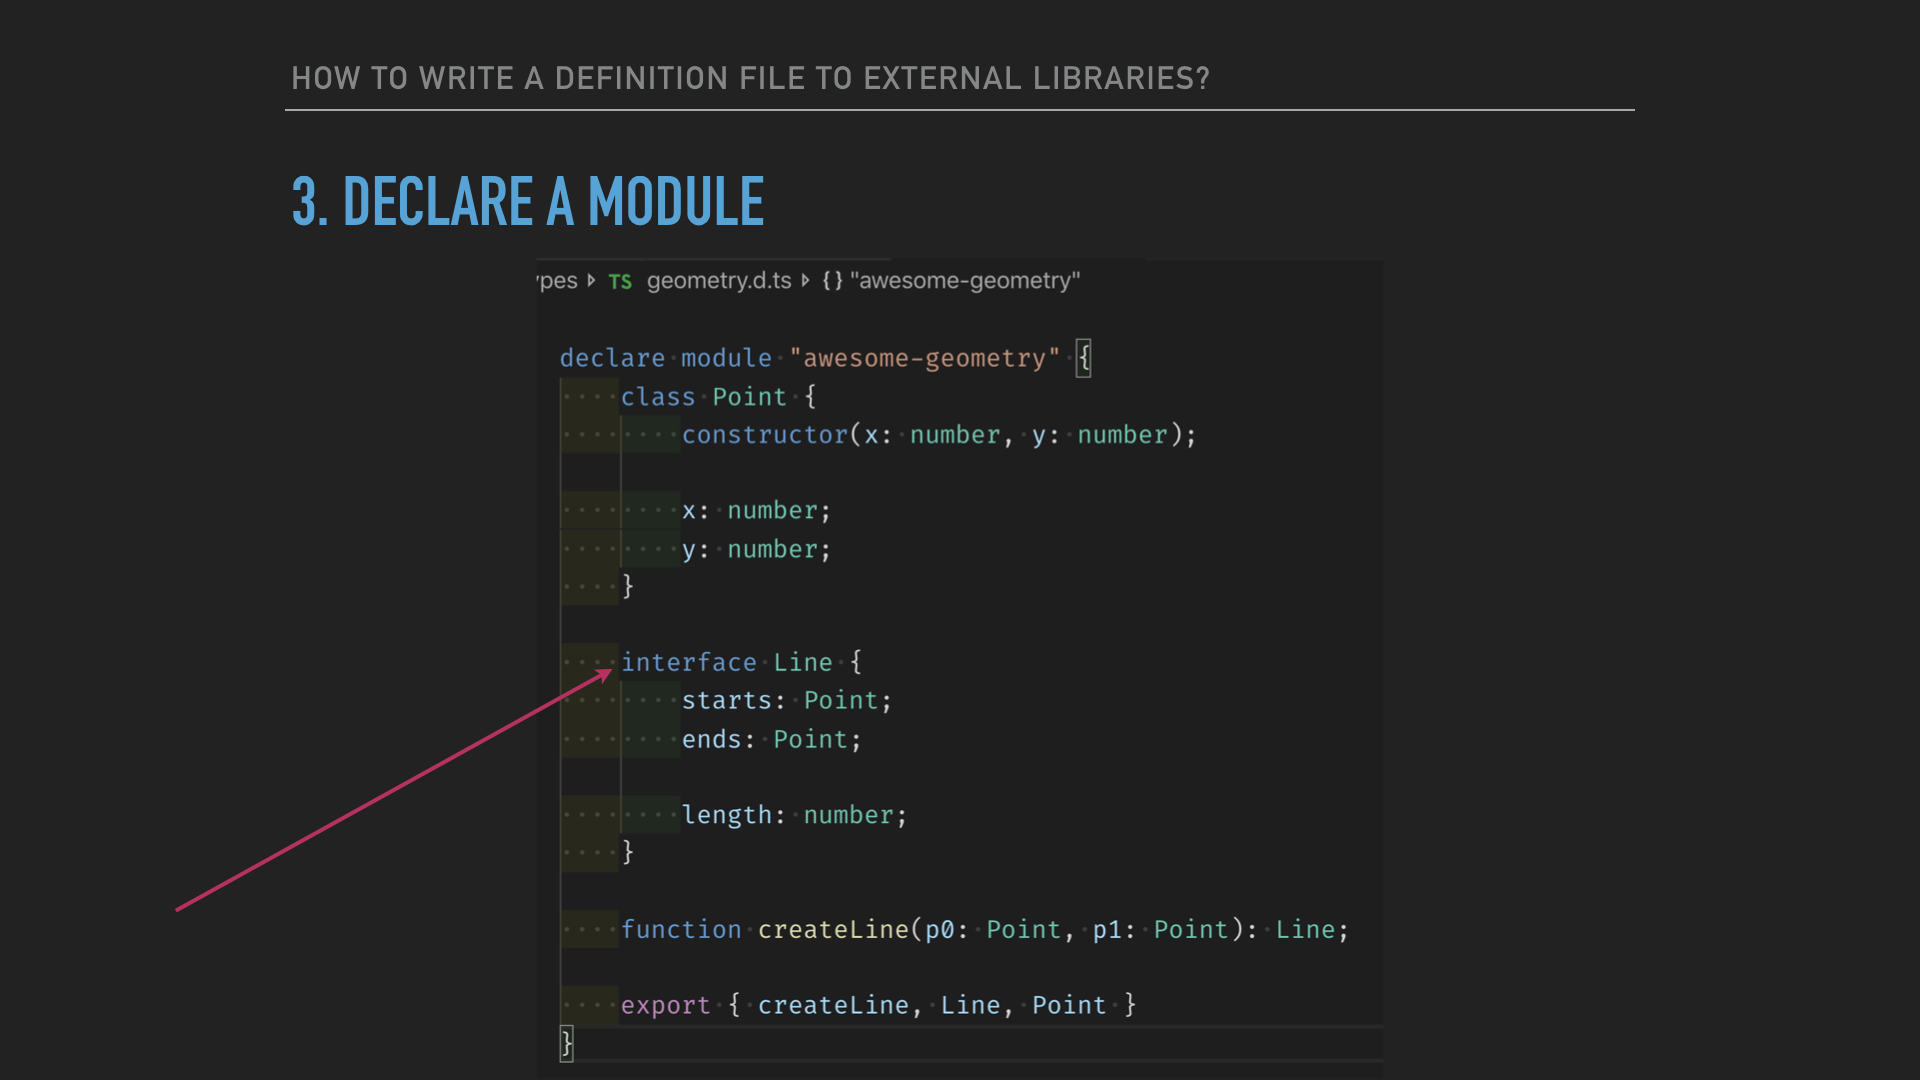 HOW TO WRITE A DEFINITION FILE TO EXTERNAL LIBRARIES?
3. DECLARE A MODULE
ypes TS geometry.d.ts {} "awesome-geometry"
declare module "awesome-geometry" {
class Point {
constructor(x: number, y: number);
x: number;
y: number;
}
interface Line {
starts: Point;
ends: Point;
length: number;
}
function createLine(p0: Point, p1: Point): Line;
export { createLine, Line, Point }
}